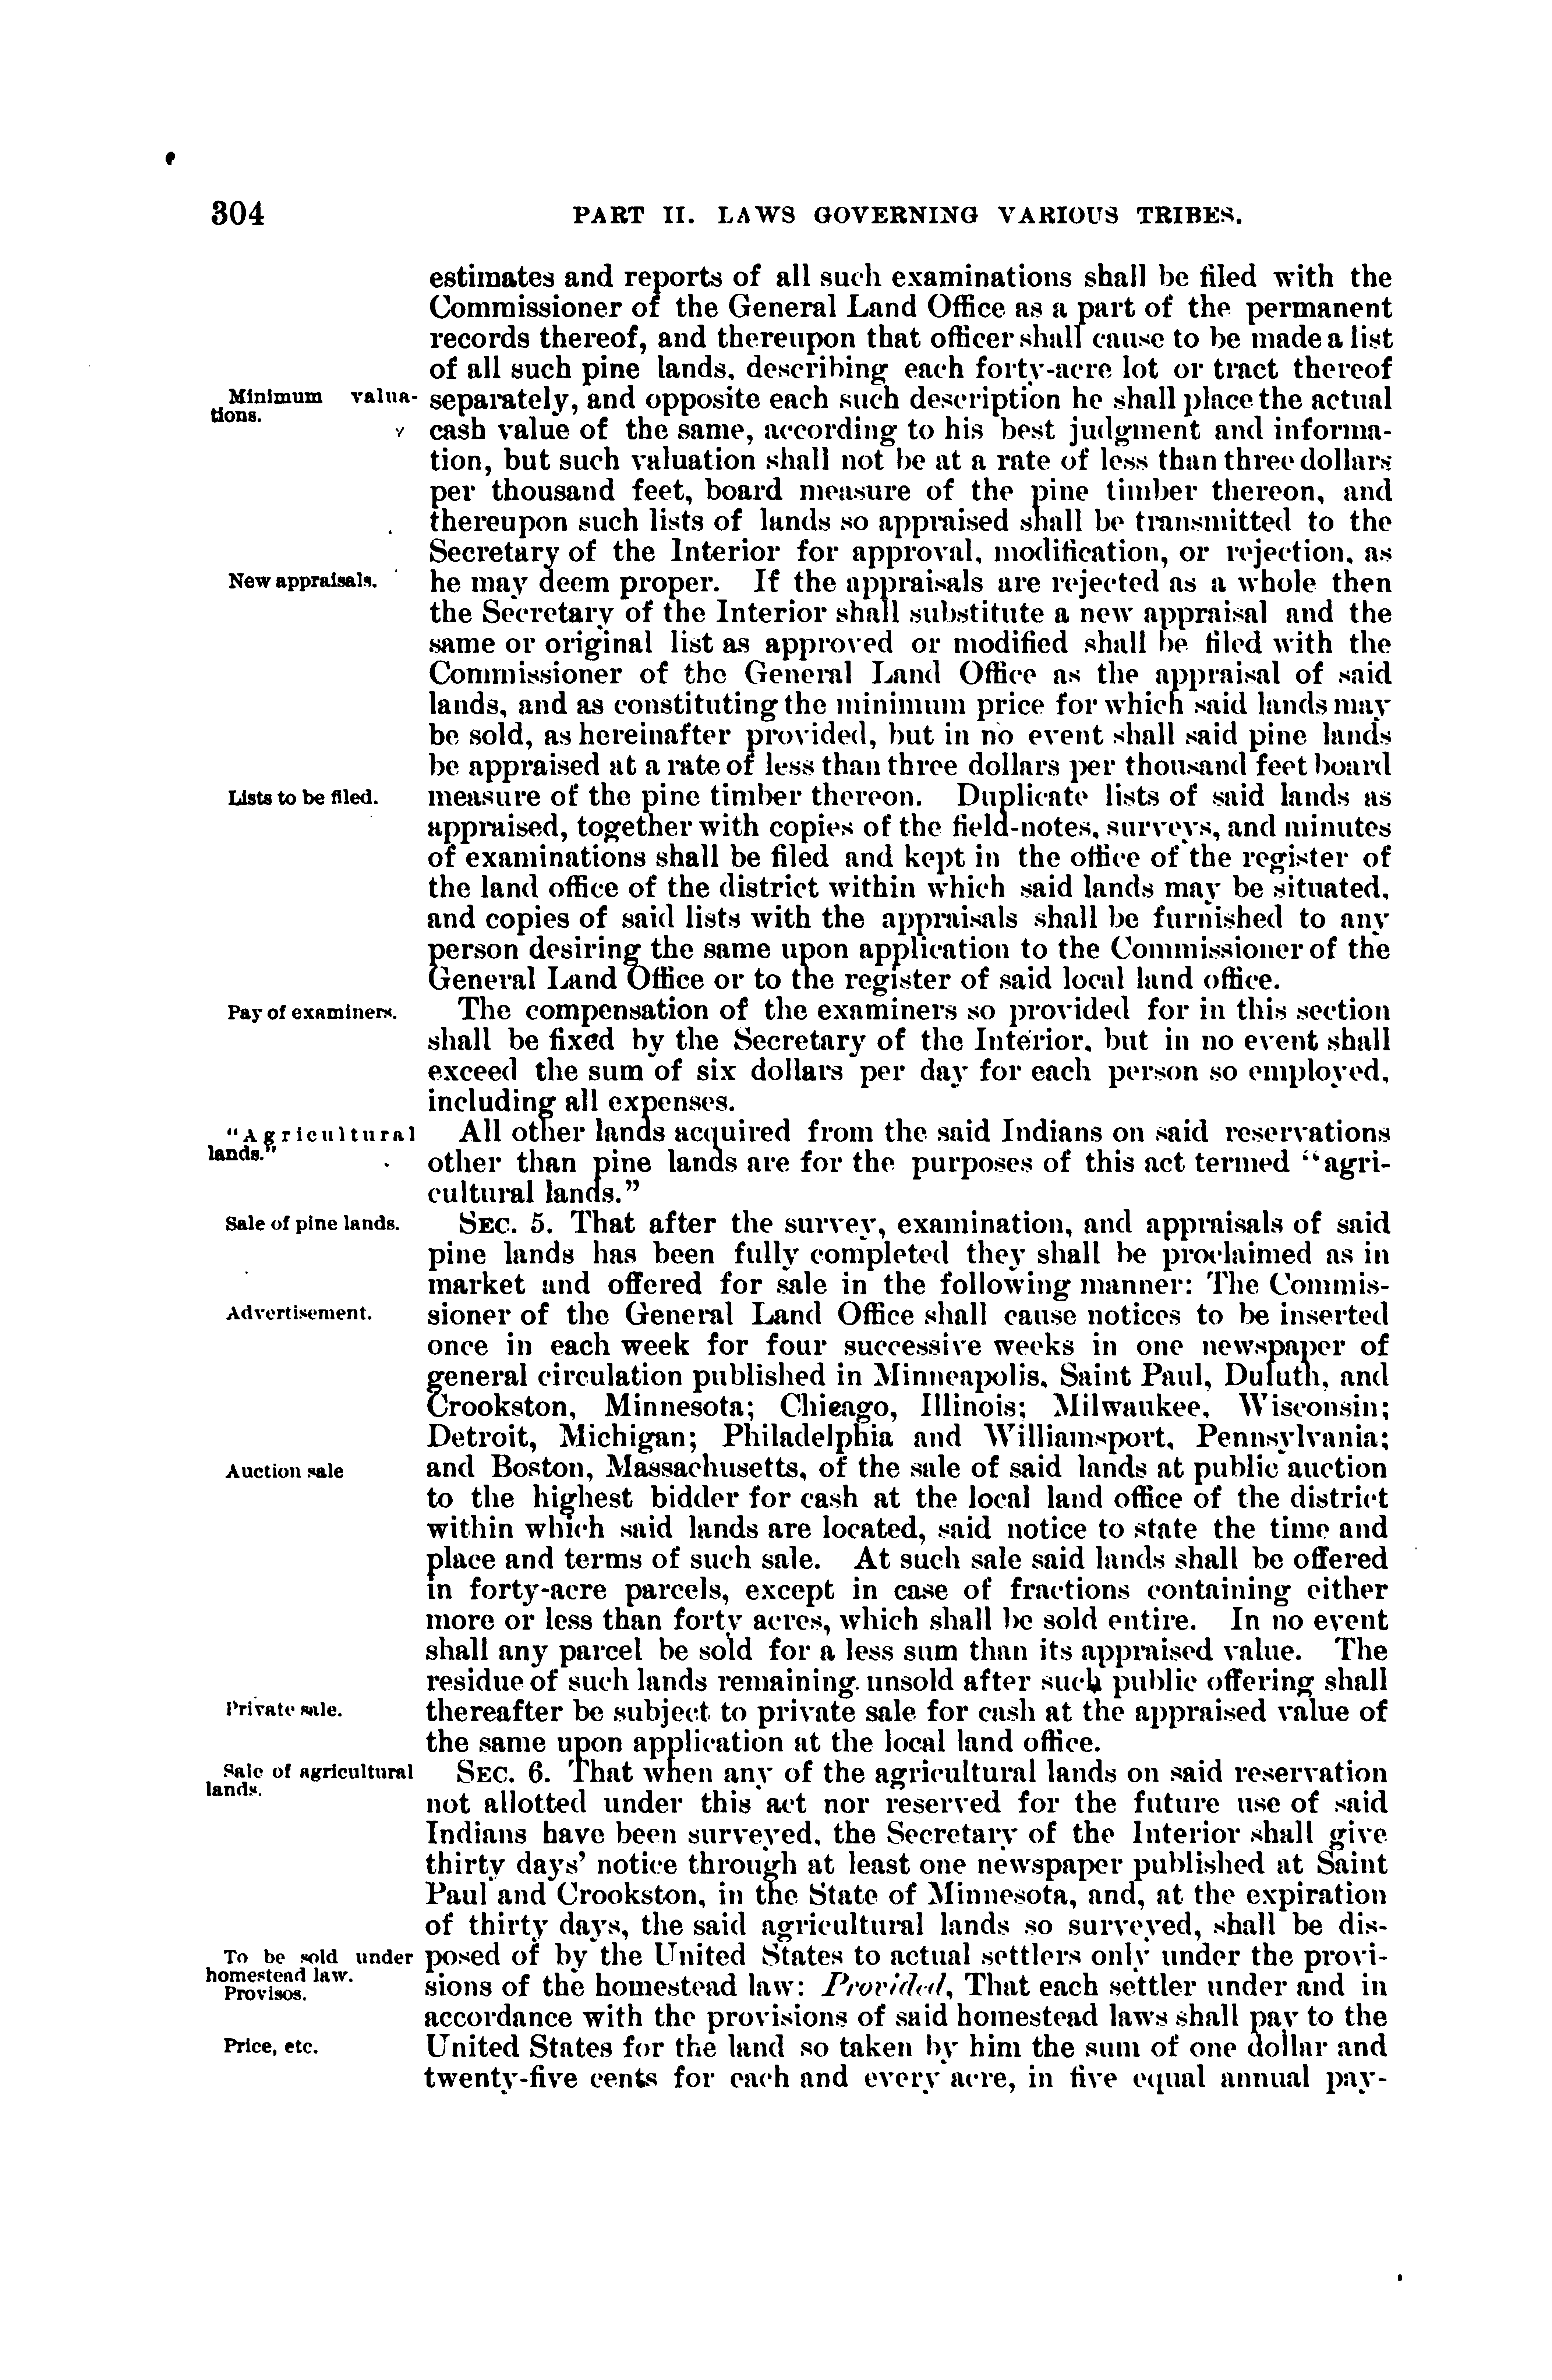 304
PART II. LAWS GOVERNING VARIOUS TRIBES.
estimates and reports of all such examinations shall be filed with the
Commissioner of the General Land Office as a part of the permanent
records thereof, and thereupon that officer shall cause to be made a list
of all such pine lands, describing each forty-acre lot or tract thereof
Minimum valua-
tions.
separately, and opposite each such description he shall place the actual
cash value of the same, according to his best judgment and informa-
tion, but such valuation shall not be at a rate of less than three dollars
per thousand feet, board measure of the pine timber thereon, and
thereupon such lists of lands so appraised shall be transmitted to the
Secretary of the Interior for approval, modification, or rejection, as
New appraisals.
he may deem proper. If the appraisals are rejected as a whole then
the Secretary of the Interior shall substitute a new appraisal and the
same or original list as approved or modified shall be filed with the
Commissioner of the General Land Office as the appraisal of said
lands, and as constituting the minimum price for which said lands may
be sold, as hereinafter provided, but in no event shall said pine lands
be appraised at a rate of less than three dollars per thousand feet board
Lists to be filed.
measure of the pine timber thereon. Duplicate lists of said lands as
appraised, together with copies of the field-notes, surveys, and minutes
of examinations shall be filed and kept in the office of the register of
the land office of the district within which said lands may be situated,
and copies of said lists with the appraisals shall be furnished to any
person desiring the same upon application to the Commissioner of the
General Land Office or to the register of said local land office.
Pay of examiners.
The compensation of the examiners so provided for in this section
shall be fixed by the Secretary of the Interior, but in no event shall
exceed the sum of six dollars per day for each person so employed,
including all expenses.
"Agricultural
lands."
All other lands acquired from the said Indians on said reservations
other than pine lands are for the purposes of this act termed "agri-
cultural lands."
Sale of pine lands.
SEC. 5. That after the survey, examination, and appraisals of said
pine lands has been fully completed they shall be proclaimed as in
market and offered for sale in the following manner: The Commis-
Advertisement.
sioner of the General Land Office shall cause notices to be inserted
once in each week for four successive weeks in one newspaper of
general circulation published in Minneapolis, Saint Paul, Duluth, and
Crookston, Minnesota; Chicago, Illinois; Milwaukee, Wisconsin;
Detroit, Michigan; Philadelphia and Williamsport, Pennsylvania;
Auction sale
and Boston, Massachusetts, of the sale of said lands at public auction
to the highest bidder for cash at the local land office of the district
within which said lands are located, said notice to state the time and
place and terms of such sale. At such sale said lands shall be offered
in forty-acre parcels, except in case of fractions containing either
more or less than forty acres, which shall be sold entire. In no event
shall any parcel be sold for a less sum than its appraised value. The
residue of such lands remaining unsold after such public offering shall
Private sale.
thereafter be subject to private sale for cash at the appraised value of
the same upon application at the local land office.
Sale of agricultural
lands.
SEC. 6. That when any of the agricultural lands on said reservation
not allotted under this act nor reserved for the future use of said
Indians have been surveyed, the Secretary of the Interior shall give
thirty days' notice through at least one newspaper published at Saint
Paul and Crookston, in the State of Minnesota, and, at the expiration
of thirty days, the said agricultural lands so surveyed, shall be dis-
To be sold under
homestead law.
Provisos.
posed of by the United States to actual settlers only under the provi-
sions of the homestead law: Provided, That each settler under and in
accordance with the provisions of said homestead laws shall pay to the
Price, etc.
United States for the land so taken by him the sum of one dollar and
twenty-five cents for each and every acre, in five equal annual pay-